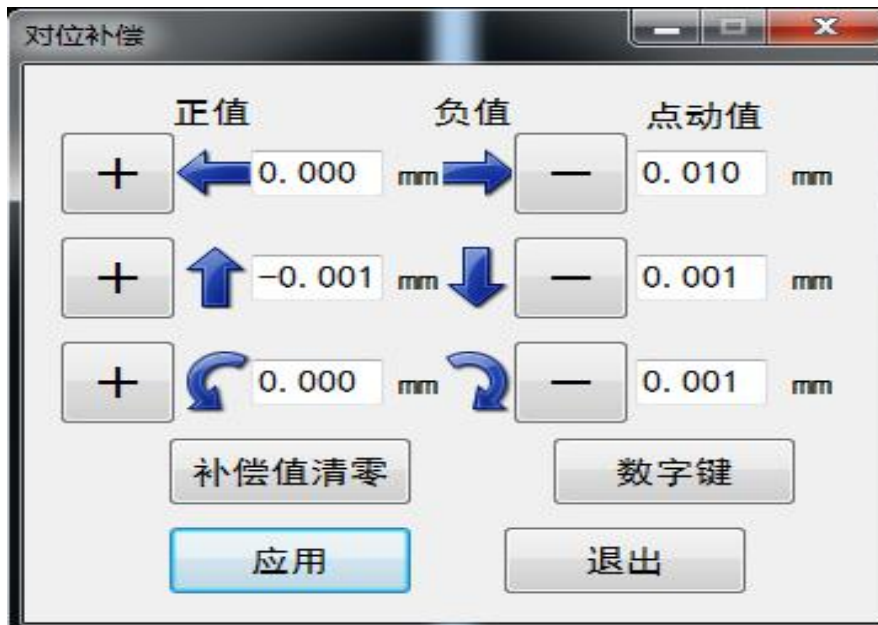 对位补偿
正值 负值 点动值
+ 0.000 mm − 0.010 mm
+ -0.001 mm − 0.001 mm
+ 0.000 mm − 0.001 mm
补偿值清零 数字键
应用 退出